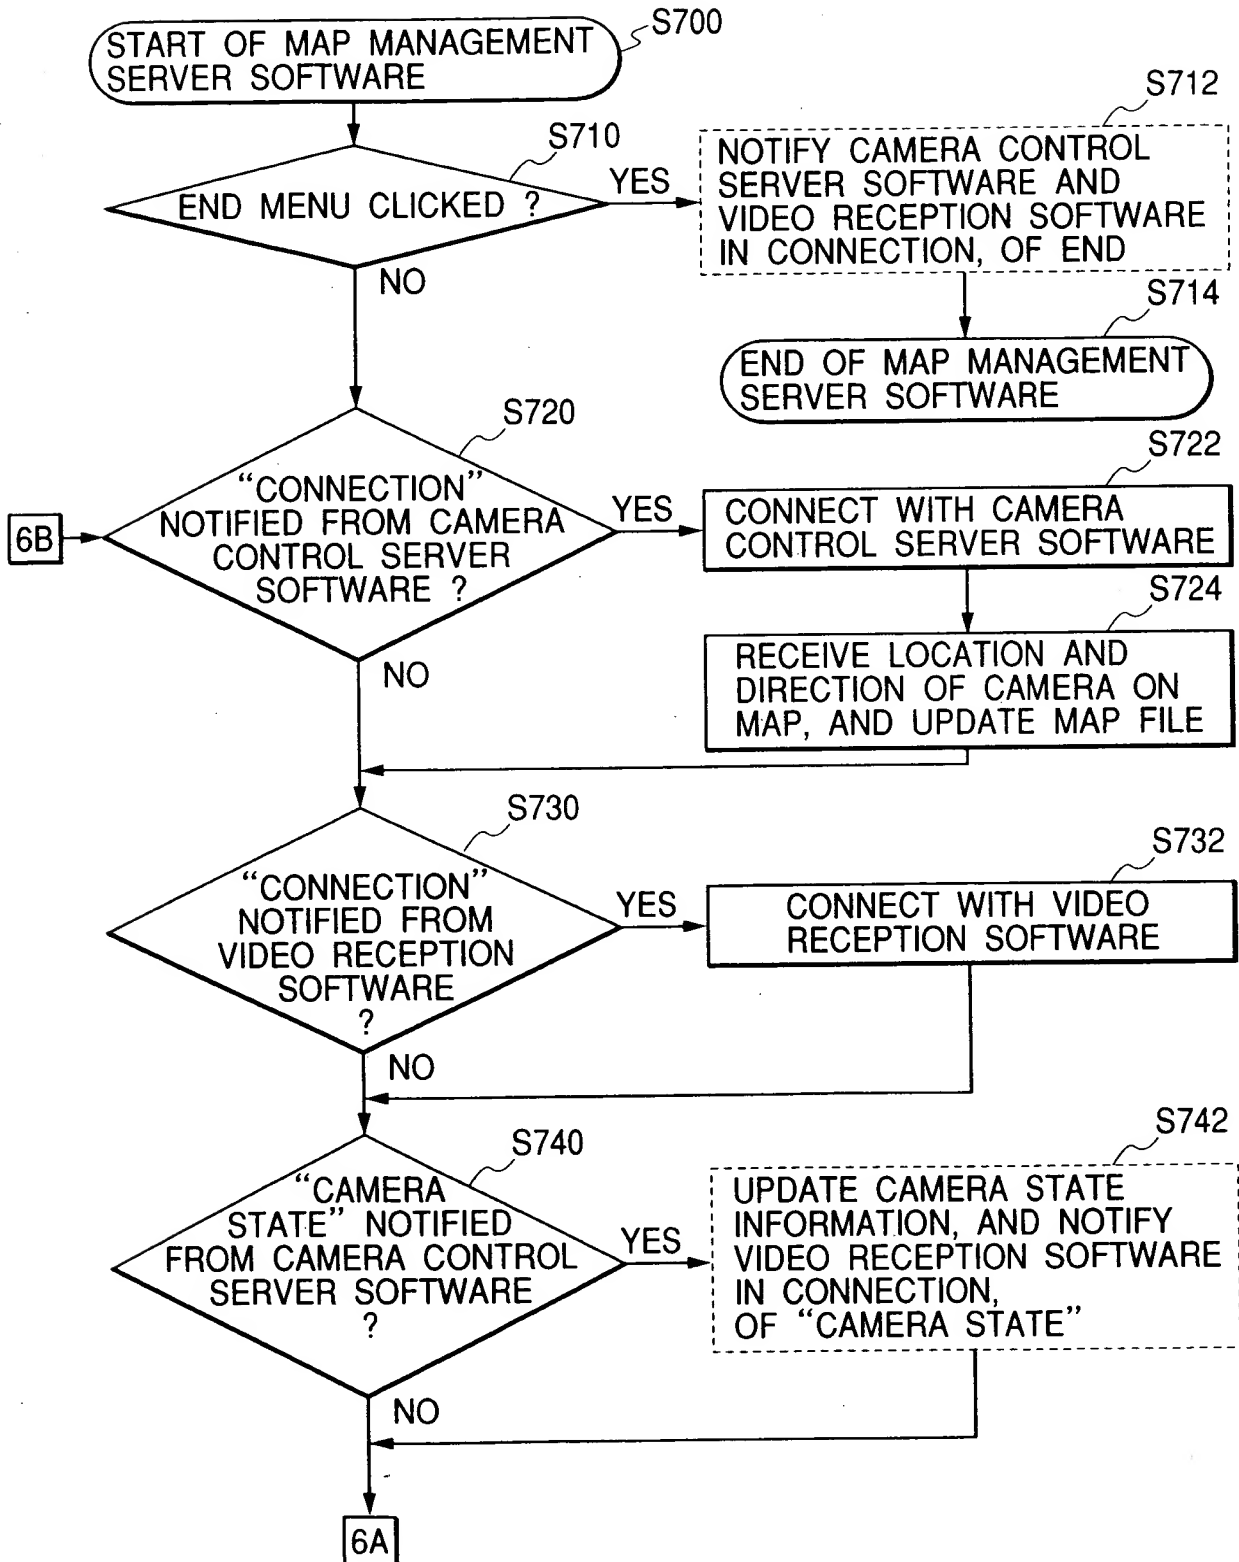 START OF MAP MANAGEMENT
SERVER SOFTWARE
S700
S710
END MENU CLICKED ?
YES
NO
S712
NOTIFY CAMERA CONTROL
SERVER SOFTWARE AND
VIDEO RECEPTION SOFTWARE
IN CONNECTION, OF END
S714
END OF MAP MANAGEMENT
SERVER SOFTWARE
S720
6B
“CONNECTION”
NOTIFIED FROM CAMERA
CONTROL SERVER
SOFTWARE ?
YES
NO
S722
CONNECT WITH CAMERA
CONTROL SERVER SOFTWARE
S724
RECEIVE LOCATION AND
DIRECTION OF CAMERA ON
MAP, AND UPDATE MAP FILE
S730
“CONNECTION”
NOTIFIED FROM
VIDEO RECEPTION
SOFTWARE
?
YES
NO
S732
CONNECT WITH VIDEO
RECEPTION SOFTWARE
S740
“CAMERA
STATE” NOTIFIED
FROM CAMERA CONTROL
SERVER SOFTWARE
?
YES
NO
S742
UPDATE CAMERA STATE
INFORMATION, AND NOTIFY
VIDEO RECEPTION SOFTWARE
IN CONNECTION,
OF “CAMERA STATE”
6A